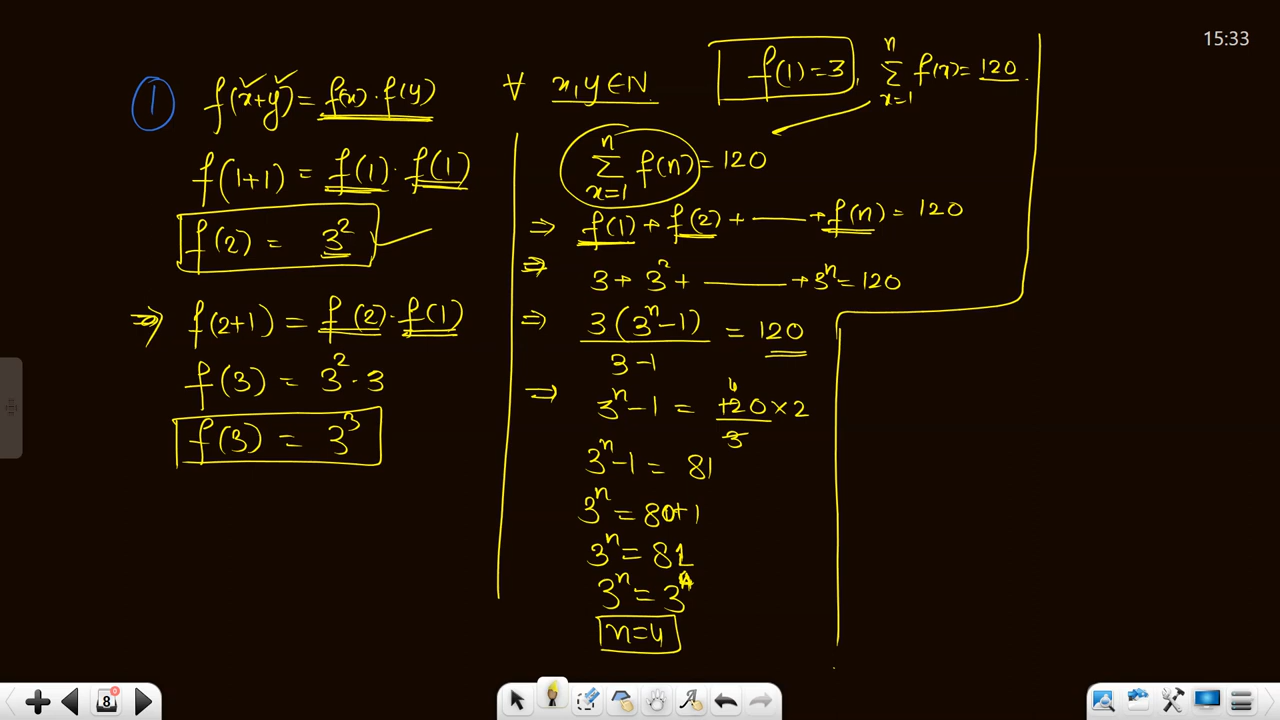 15:33
① f(x+y) = f(x)·f(y) ∀ x,y∈N. f(1)=3, ∑_{x=1}^{n} f(x)=120.
f(1+1) = f(1)·f(1)
f(2) = 3²
⇒ f(2+1) = f(2)·f(1)
f(3) = 3²·3
f(3) = 3³
∑_{x=1}^{n} f(n) = 120
⇒ f(1) + f(2) + —— + f(n) = 120
⇒ 3 + 3² + —— + 3ⁿ = 120
⇒ 3(3ⁿ-1)/3-1 = 120
⇒ 3ⁿ-1 = 120×2/3
3ⁿ-1 = 81
3ⁿ = 80+1
3ⁿ = 81
3ⁿ = 3⁴
n=4
8